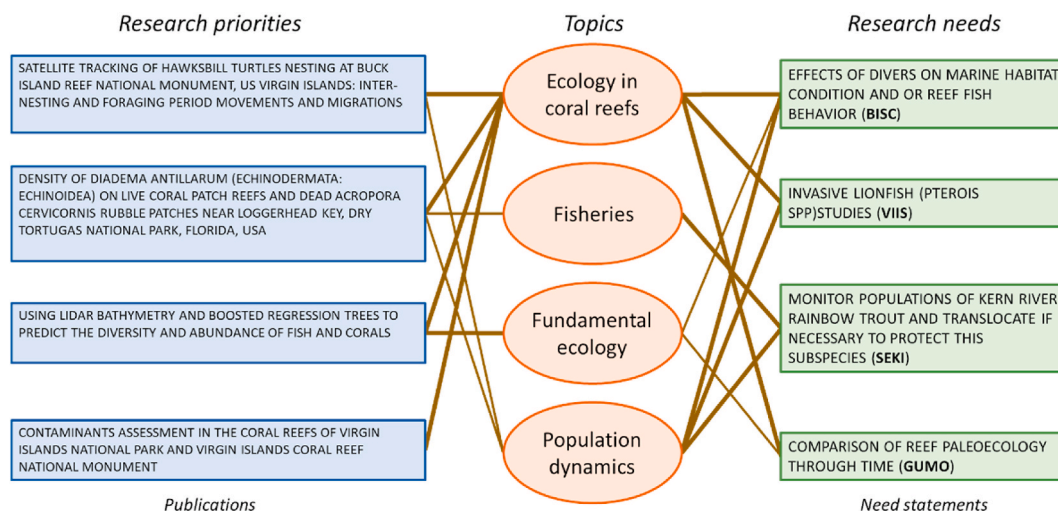 Research priorities
Topics
Research needs
SATELLITE TRACKING OF HAWKSBILL TURTLES NESTING AT BUCK
ISLAND REEF NATIONAL MONUMENT, US VIRGIN ISLANDS: INTER-
NESTING AND FORAGING PERIOD MOVEMENTS AND MIGRATIONS
DENSITY OF DIADEMA ANTILLARUM (ECHINODERMATA:
ECHINOIDEA) ON LIVE CORAL PATCH REEFS AND DEAD ACROPORA
CERVICORNIS RUBBLE PATCHES NEAR LOGGERHEAD KEY, DRY
TORTUGAS NATIONAL PARK, FLORIDA, USA
USING LIDAR BATHYMETRY AND BOOSTED REGRESSION TREES TO
PREDICT THE DIVERSITY AND ABUNDANCE OF FISH AND CORALS
CONTAMINANTS ASSESSMENT IN THE CORAL REEFS OF VIRGIN
ISLANDS NATIONAL PARK AND VIRGIN ISLANDS CORAL REEF
NATIONAL MONUMENT
Publications
Ecology in
coral reefs
Fisheries
Fundamental
ecology
Population
dynamics
EFFECTS OF DIVERS ON MARINE HABITAT
CONDITION AND OR REEF FISH
BEHAVIOR (BISC)
INVASIVE LIONFISH (PTEROIS
SPP)STUDIES (VIIS)
MONITOR POPULATIONS OF KERN RIVER
RAINBOW TROUT AND TRANSLOCATE IF
NECESSARY TO PROTECT THIS
SUBSPECIES (SEKI)
COMPARISON OF REEF PALEOECOLOGY
THROUGH TIME (GUMO)
Need statements